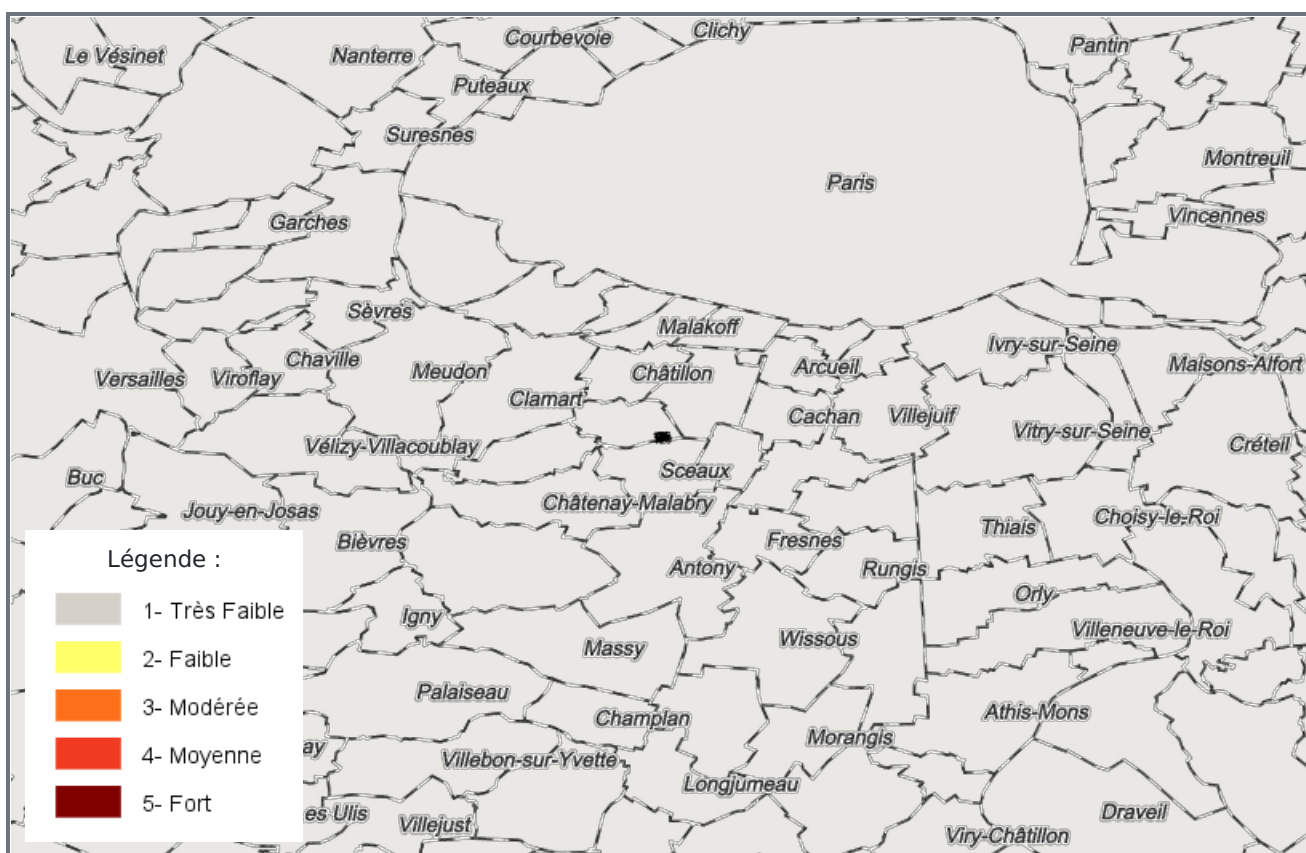 Clichy
Courbevoie
Pantin
Le Vésinet
Nanterre
Puteaux
Suresnes
Montreuil
Paris
Vincennes
Garches
Sèvres
Malakoff
Ivry-sur-Seine
Chaville
Arcueil
Maisons-Alfort
Versailles
Viroflay
Meudon
Châtillon
Clamart
Cachan
Villejuif
Vitry-sur-Seine
Vélizy-Villacoublay
Créteil
Sceaux
Buc
Châtenay-Malabry
Jouy-en-Josas
Choisy-le-Roi
Thiais
Bièvres
Fresnes
Antony
Rungis
Orly
Igny
Villeneuve-le-Roi
Massy
Wissous
Palaiseau
Champlan
Athis-Mons
Morangis
ay
Villebon-sur-Yvette
Longjumeau
es Ulis
Villejust
Draveil
Viry-Châtillon
Légende :
1- Très Faible
2- Faible
3- Modérée
4- Moyenne
5- Fort